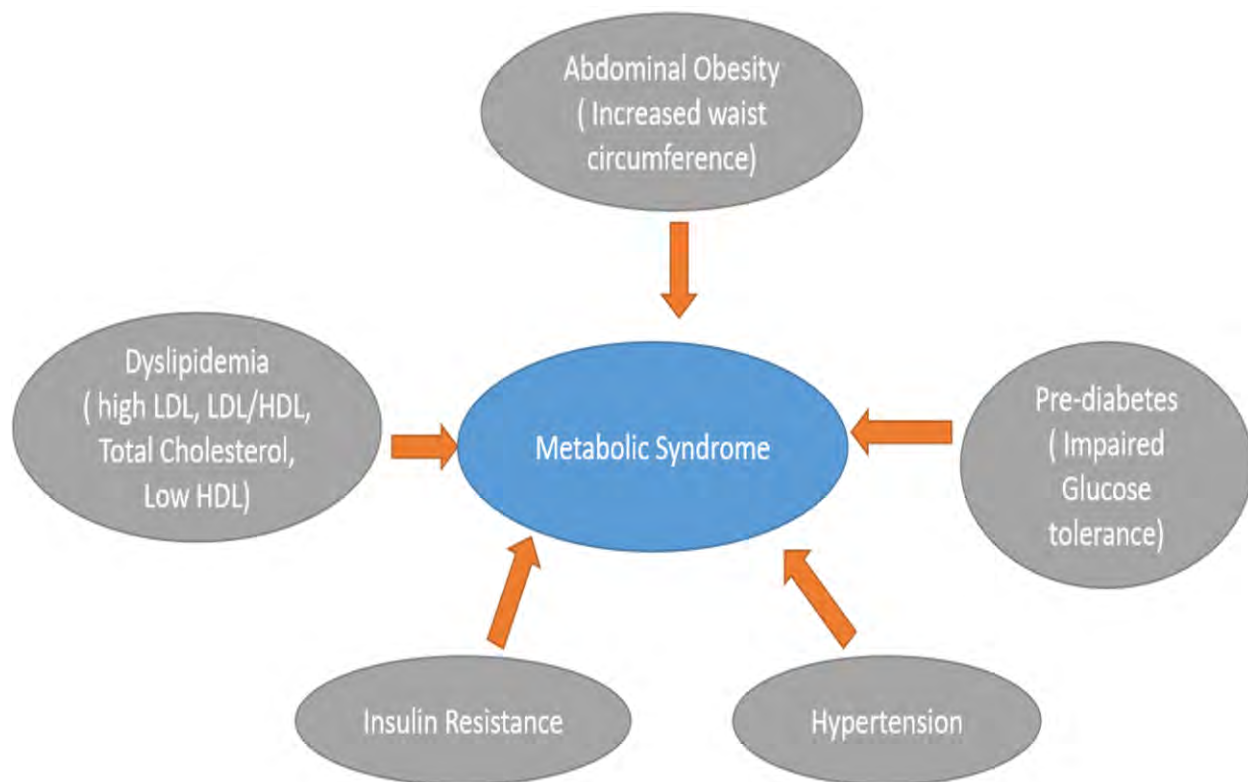 Abdominal Obesity
( Increased waist
circumference)
Dyslipidemia
( high LDL, LDL/HDL,
Total Cholesterol,
Low HDL)
Metabolic Syndrome
Pre-diabetes
( Impaired
Glucose
tolerance)
Insulin Resistance
Hypertension